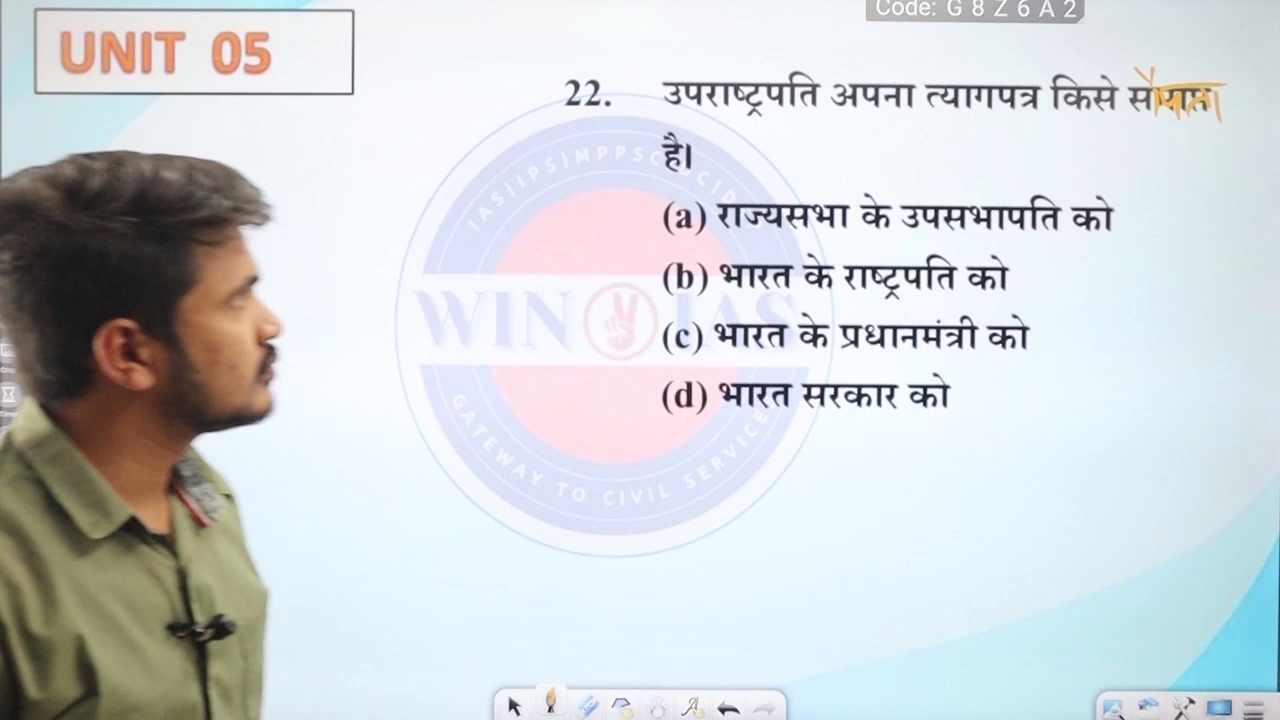 Code: G 8 Z 6 A 2
UNIT 05
22. उपराष्ट्रपति अपना त्यागपत्र किसे
है।
(a) राज्यसभा के उपसभापति को
(b) भारत के राष्ट्रपति को
(c) भारत के प्रधानमंत्री को
(d) भारत सरकार को
WIN IAS
GATEWAY TO CIVIL SERVICE